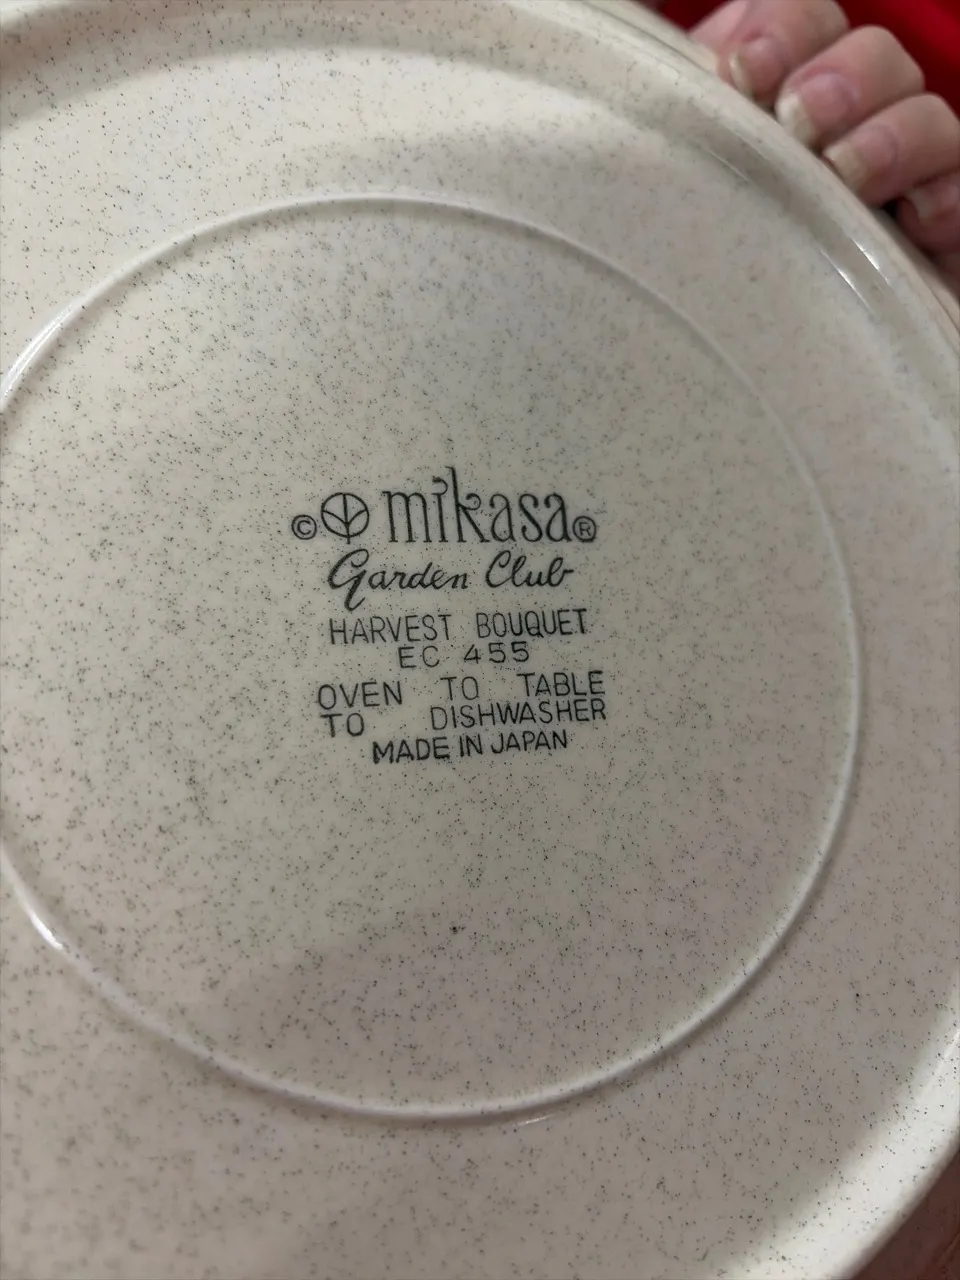 © mikasa®
Garden Club
HARVEST BOUQUET
EC 455
OVEN TO TABLE
TO DISHWASHER
MADE IN JAPAN